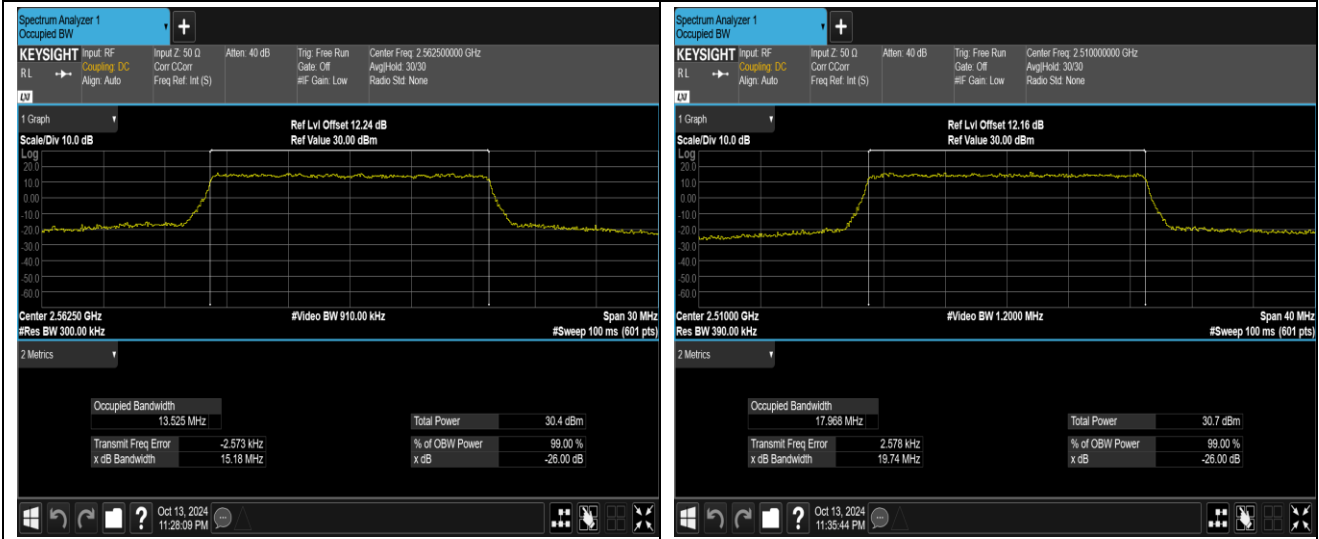 Spectrum Analyzer 1
Occupied BW
+
KEYSIGHT Input: RF Input Z: 50 Ω Atten: 40 dB Trig: Free Run Center Freq: 2.562500000 GHz
Coupling: DC Corr CCorr Gate: Off Avg|Hold: 30/30
RL Align: Auto Freq Ref: Int (S) #IF Gain: Low Radio Std: None
LXI
1 Graph
Ref Lvl Offset 12.24 dB
Scale/Div 10.0 dB Ref Value 30.00 dBm
Log
20.0
10.0
0.00
-10.0
-20.0
-30.0
-40.0
-50.0
-60.0
Center 2.56250 GHz #Video BW 910.00 kHz Span 30 MHz
#Res BW 300.00 kHz #Sweep 100 ms (601 pts)
2 Metrics
Occupied Bandwidth
13.525 MHz Total Power 30.4 dBm
Transmit Freq Error -2.573 kHz % of OBW Power 99.00 %
x dB Bandwidth 15.18 MHz x dB -26.00 dB
?
Oct 13, 2024
11:28:09 PM
Spectrum Analyzer 1
Occupied BW
+
KEYSIGHT Input: RF Input Z: 50 Ω Atten: 40 dB Trig: Free Run Center Freq: 2.510000000 GHz
Coupling: DC Corr CCorr Gate: Off Avg|Hold: 30/30
RL Align: Auto Freq Ref: Int (S) #IF Gain: Low Radio Std: None
LXI
1 Graph
Ref Lvl Offset 12.16 dB
Scale/Div 10.0 dB Ref Value 30.00 dBm
Log
20.0
10.0
0.00
-10.0
-20.0
-30.0
-40.0
-50.0
-60.0
Center 2.51000 GHz #Video BW 1.2000 MHz Span 40 MHz
Res BW 390.00 kHz #Sweep 100 ms (601 pts)
2 Metrics
Occupied Bandwidth
17.968 MHz Total Power 30.7 dBm
Transmit Freq Error 2.578 kHz % of OBW Power 99.00 %
x dB Bandwidth 19.74 MHz x dB -26.00 dB
?
Oct 13, 2024
11:35:44 PM